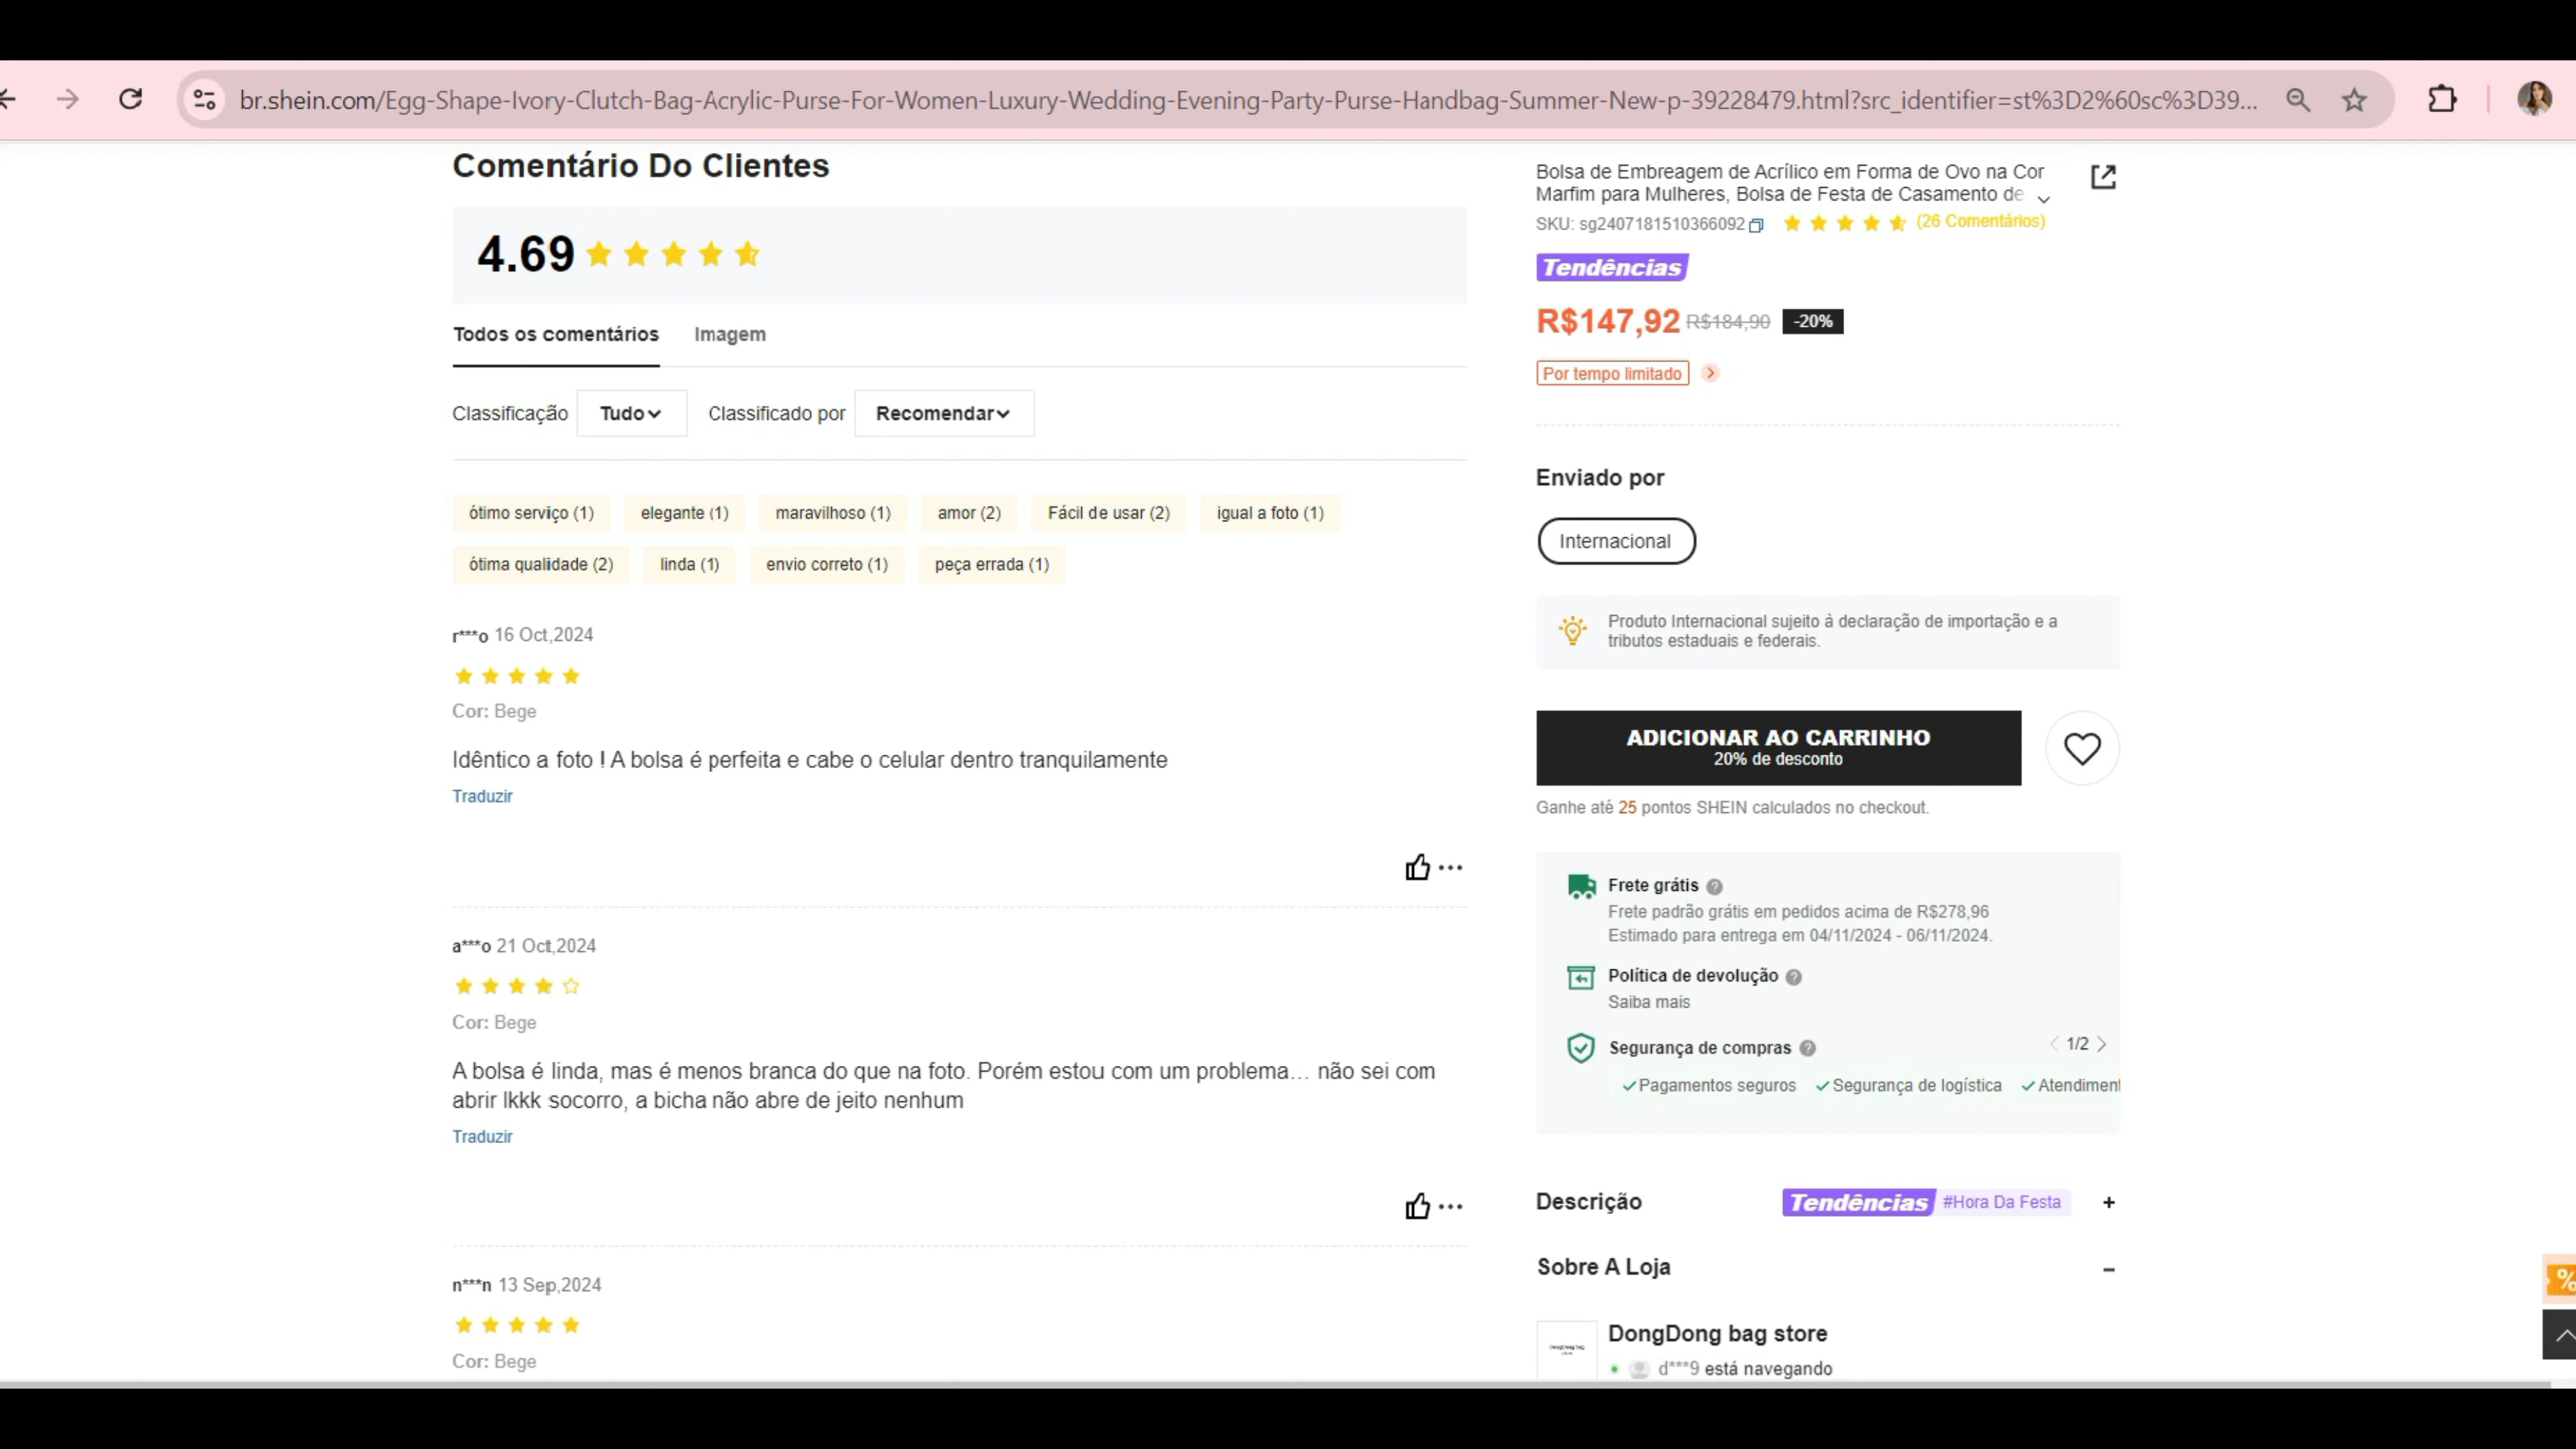 br.shein.com/Egg-Shape-Ivory-Clutch-Bag-Acrylic-Purse-For-Women-Luxury-Wedding-Evening-Party-Purse-Handbag-Summer-New-p-39228479.html?src_identifier=st%3D2%60sc%3D39...
Comentário Do Clientes
4.69
Todos os comentários Imagem
Classificação Tudo Classificado por Recomendar
ótimo serviço (1) elegante (1) maravilhoso (1) amor (2) Fácil de usar (2) igual a foto (1)
ótima qualidade (2) linda (1) envio correto (1) peça errada (1)
r***o 16 Oct,2024
Cor: Bege
Idêntico a foto ! A bolsa é perfeita e cabe o celular dentro tranquilamente
Traduzir
a***o 21 Oct,2024
Cor: Bege
A bolsa é linda, mas é menos branca do que na foto. Porém estou com um problema… não sei com
abrir lkkk socorro, a bicha não abre de jeito nenhum
Traduzir
n***n 13 Sep,2024
Cor: Bege
Bolsa de Embreagem de Acrílico em Forma de Ovo na Cor
Marfim para Mulheres, Bolsa de Festa de Casamento de
SKU: sg2407181510366092 (26 Comentários)
Tendências
R$147,92 R$184,90 -20%
Por tempo limitado
Enviado por
Internacional
Produto Internacional sujeito à declaração de importação e a
tributos estaduais e federais.
ADICIONAR AO CARRINHO
20% de desconto
Ganhe até 25 pontos SHEIN calculados no checkout.
Frete grátis ?
Frete padrão grátis em pedidos acima de R$278,96
Estimado para entrega em 04/11/2024 - 06/11/2024.
Política de devolução ?
Saiba mais
Segurança de compras ? 1/2
Pagamentos seguros Segurança de logística Atendiment
Descrição Tendências #Hora Da Festa +
Sobre A Loja -
DongDong bag store
d***9 está navegando
%